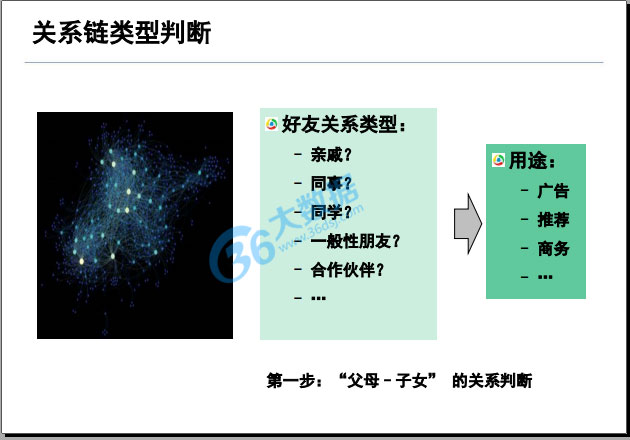 关系链类型判断
好友关系类型：
- 亲戚？
- 同事？
- 同学？
- 一般性朋友？
- 合作伙伴？
- …
用途：
- 广告
- 推荐
- 商务
- …
36大数据
www.36dsj.com
第一步：“父母－子女” 的关系判断